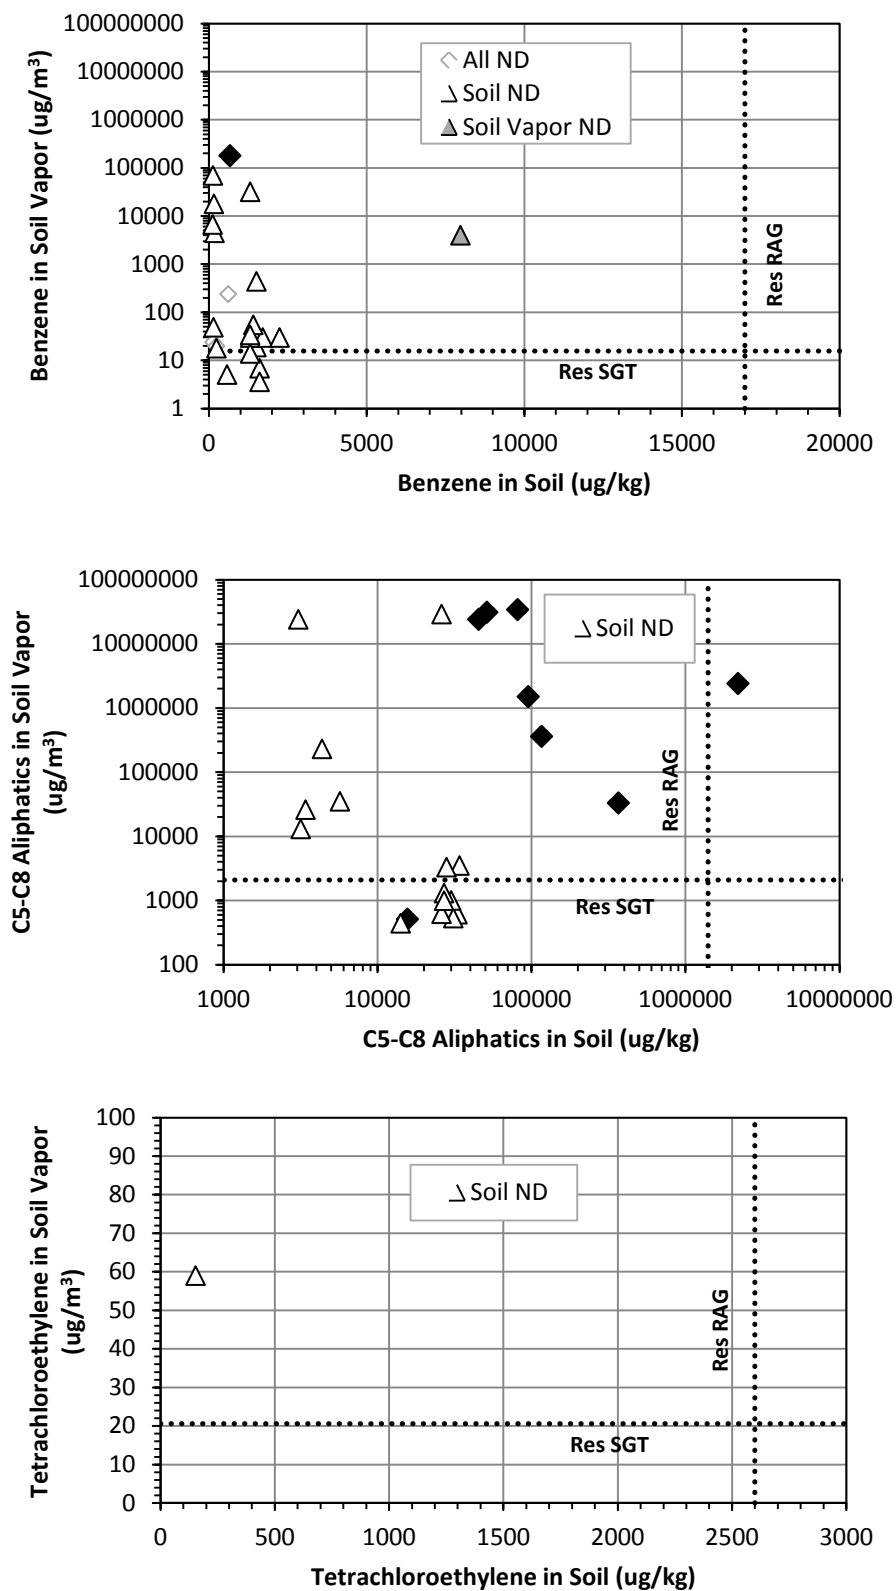 100000000
10000000
1000000
100000
10000
1000
100
10
1
Benzene in Soil Vapor (ug/m³)
All ND
Soil ND
Soil Vapor ND
Res RAG
Res SGT
0 5000 10000 15000 20000
Benzene in Soil (ug/kg)
100000000
10000000
1000000
100000
10000
1000
100
C5-C8 Aliphatics in Soil Vapor
(ug/m³)
Soil ND
Res RAG
Res SGT
1000 10000 100000 1000000 10000000
C5-C8 Aliphatics in Soil (ug/kg)
100
90
80
70
60
50
40
30
20
10
0
Tetrachloroethylene in Soil Vapor
(ug/m³)
Soil ND
Res RAG
Res SGT
0 500 1000 1500 2000 2500 3000
Tetrachloroethylene in Soil (ug/kg)